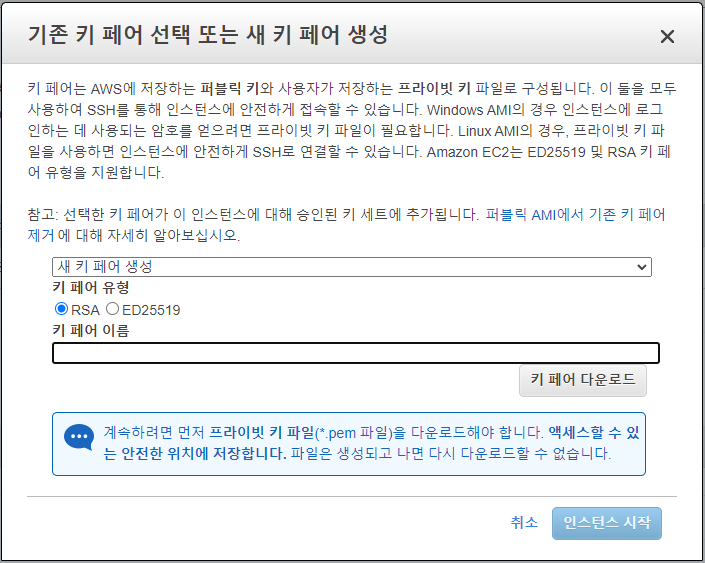 기존 키 페어 선택 또는 새 키 페어 생성
키 페어는 AWS에 저장하는 퍼블릭 키와 사용자가 저장하는 프라이빗 키 파일로 구성됩니다. 이 둘을 모두
사용하여 SSH를 통해 인스턴스에 안전하게 접속할 수 있습니다. Windows AMI의 경우 인스턴스에 로그
인하는 데 사용되는 암호를 얻으려면 프라이빗 키 파일이 필요합니다. Linux AMI의 경우, 프라이빗 키 파
일을 사용하면 인스턴스에 안전하게 SSH로 연결할 수 있습니다. Amazon EC2는 ED25519 및 RSA 키 페
어 유형을 지원합니다.
참고: 선택한 키 페어가 이 인스턴스에 대해 승인된 키 세트에 추가됩니다. 퍼블릭 AMI에서 기존 키 페어
제거에 대해 자세히 알아보십시오.
새 키 페어 생성
키 페어 유형
RSA ED25519
키 페어 이름
키 페어 다운로드
계속하려면 먼저 프라이빗 키 파일(*.pem 파일)을 다운로드해야 합니다. 액세스할 수 있
는 안전한 위치에 저장합니다. 파일은 생성되고 나면 다시 다운로드할 수 없습니다.
취소 인스턴스 시작